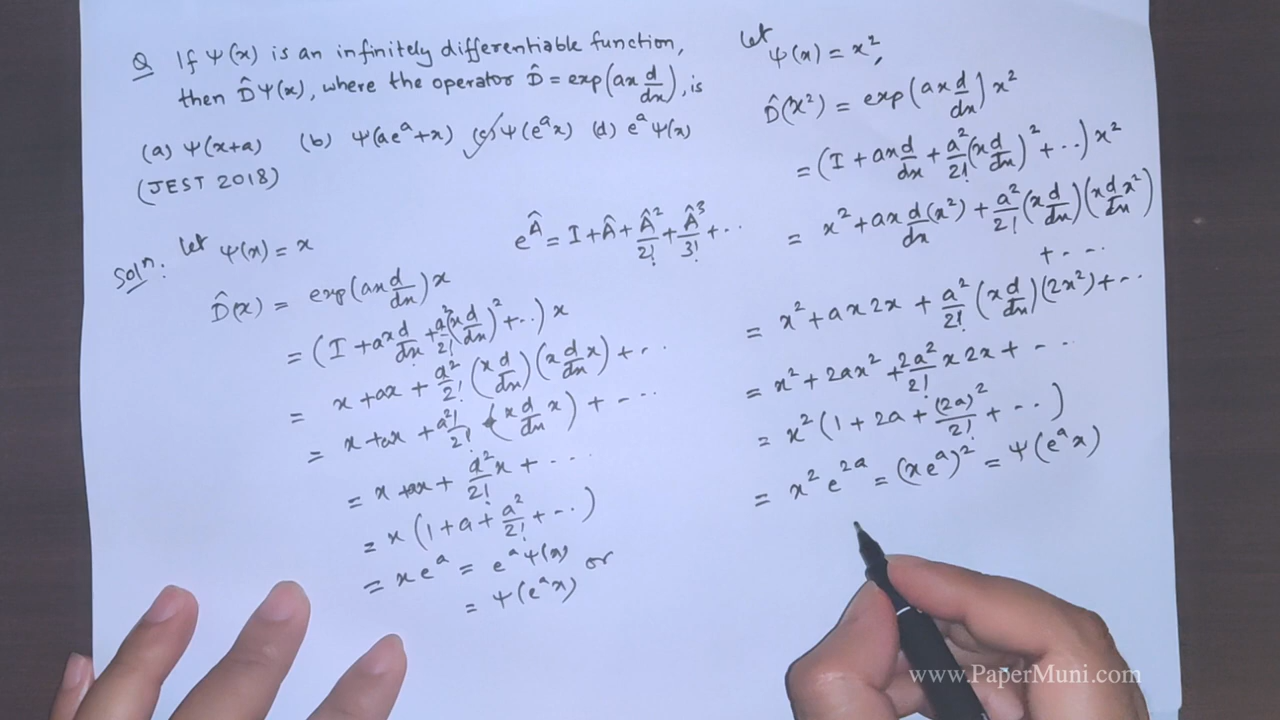 Q If ψ(x) is an infinitely differentiable function,
then D̂ψ(x), where the operator D̂ = exp(ax d/dx), is
(a) ψ(x+a) (b) ψ(ae^a+x) (c) ψ(e^a x) (d) e^a ψ(x)
(JEST 2018)
Solⁿ: let ψ(x) = x
e^Â = I + Â + Â²/2! + Â³/3! + ..
D̂(x) = exp(ax d/dx) x
= (I + ax d/dx + a²/2! (x d/dx)² + ..) x
= x + ax + a²/2! (x d/dx)(x d/dx x) + ..
= x + ax + a²/2! (x d/dx x) + ---
= x + ax + a²/2! x + ---
= x (1 + a + a²/2! + ..)
= x e^a = e^a ψ(x) or
= ψ(e^a x)
let ψ(x) = x²,
D̂(x²) = exp(ax d/dx) x²
= (I + ax d/dx + a²/2! (x d/dx)² + ..) x²
= x² + ax d/dx (x²) + a²/2! (x d/dx)(x d/dx x²)
+ ---
= x² + ax 2x + a²/2! (x d/dx)(2x²) + ..
= x² + 2ax² + 2a²/2! x 2x + ---
= x² (1 + 2a + (2a)²/2! + ..)
= x² e^2a = (x e^a)² = ψ(e^a x)
www.PaperMuni.com